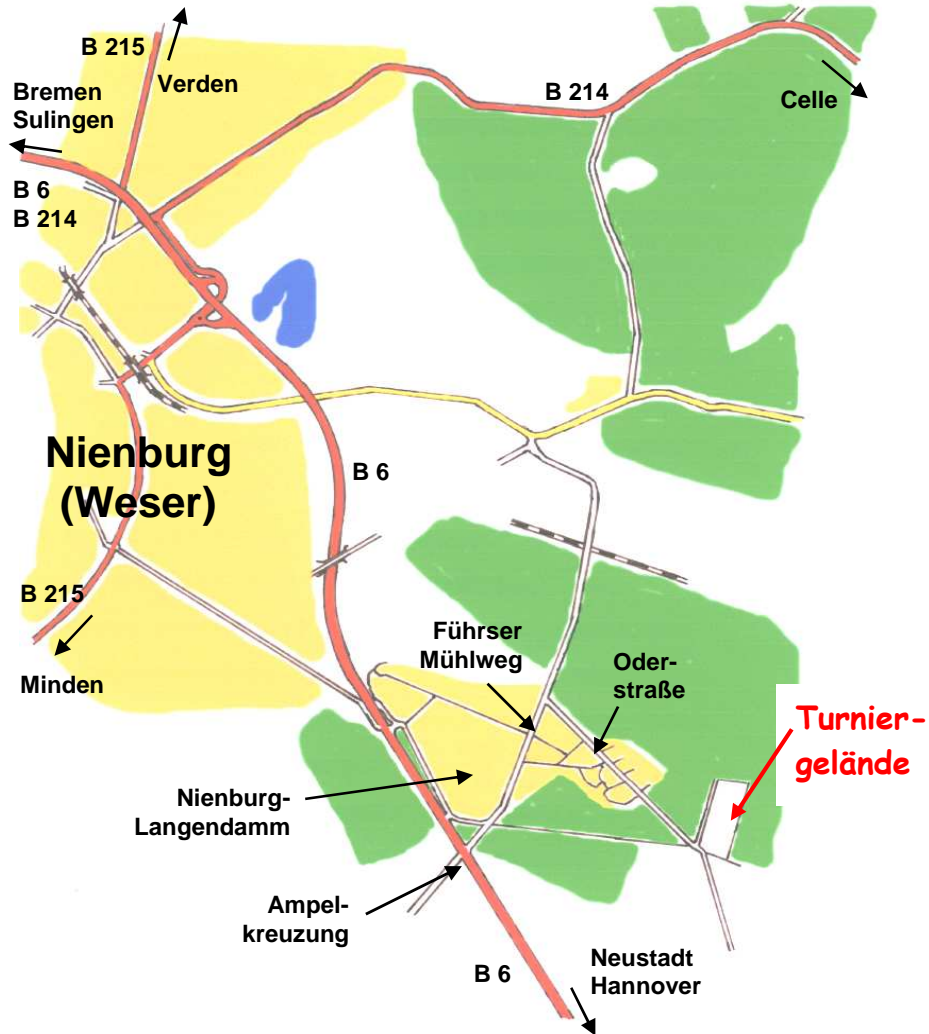 B 215
Verden
Bremen
Sulingen
B 214
Celle
B 6
B 214
Nienburg
(Weser)
B 6
B 215
Minden
Führser
Mühlweg
Oder-
straße
Turnier-
gelände
Nienburg-
Langendamm
Ampel-
kreuzung
B 6
Neustadt
Hannover